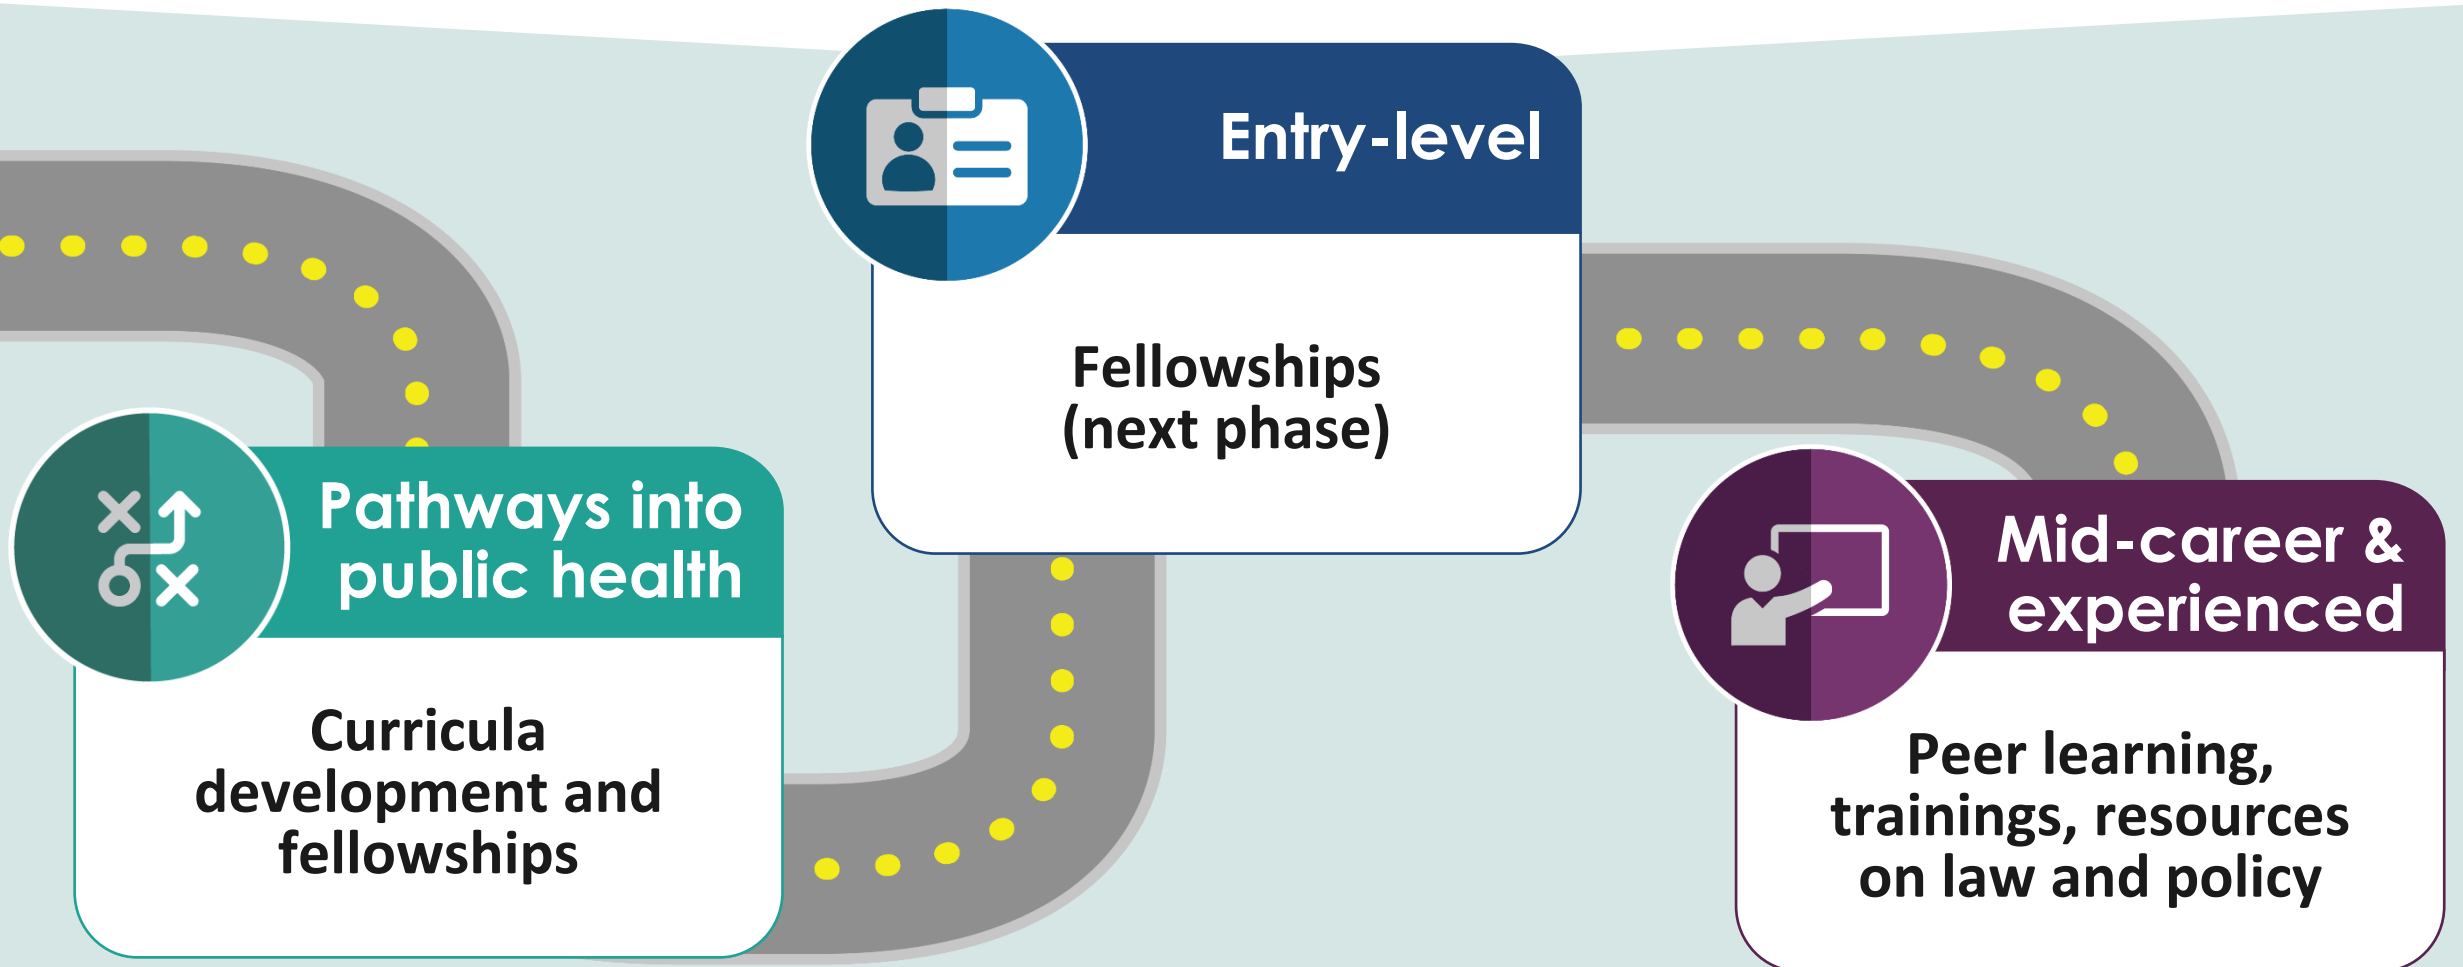 Pathways into
public health
Curricula
development and
fellowships
Entry-level
Fellowships
(next phase)
Mid-career &
experienced
Peer learning,
trainings, resources
on law and policy